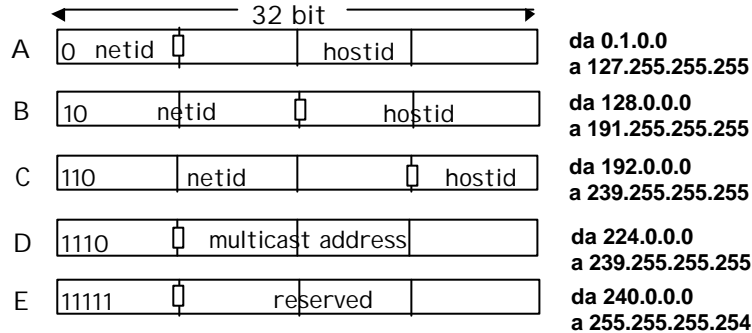 32 bit
A 0 netid hostid da 0.1.0.0
a 127.255.255.255
B 10 netid hostid da 128.0.0.0
a 191.255.255.255
C 110 netid hostid da 192.0.0.0
a 239.255.255.255
D 1110 multicast address da 224.0.0.0
a 239.255.255.255
E 11111 reserved da 240.0.0.0
a 255.255.255.254